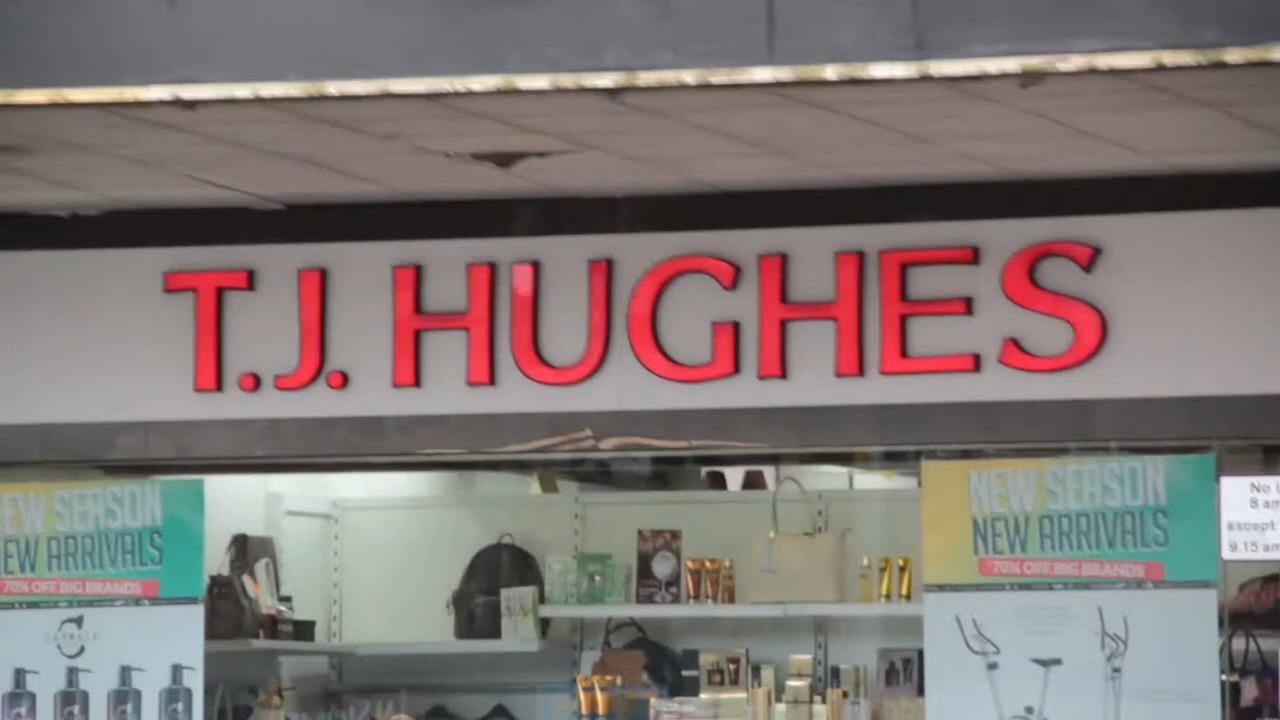 T.J. HUGHES
NEW SEASON
NEW ARRIVALS
70% OFF BIG BRANDS
EW SEASON
EW ARRIVALS
70% OFF BIG BRANDS
CATWALK
No
8 am
except
9.15 am